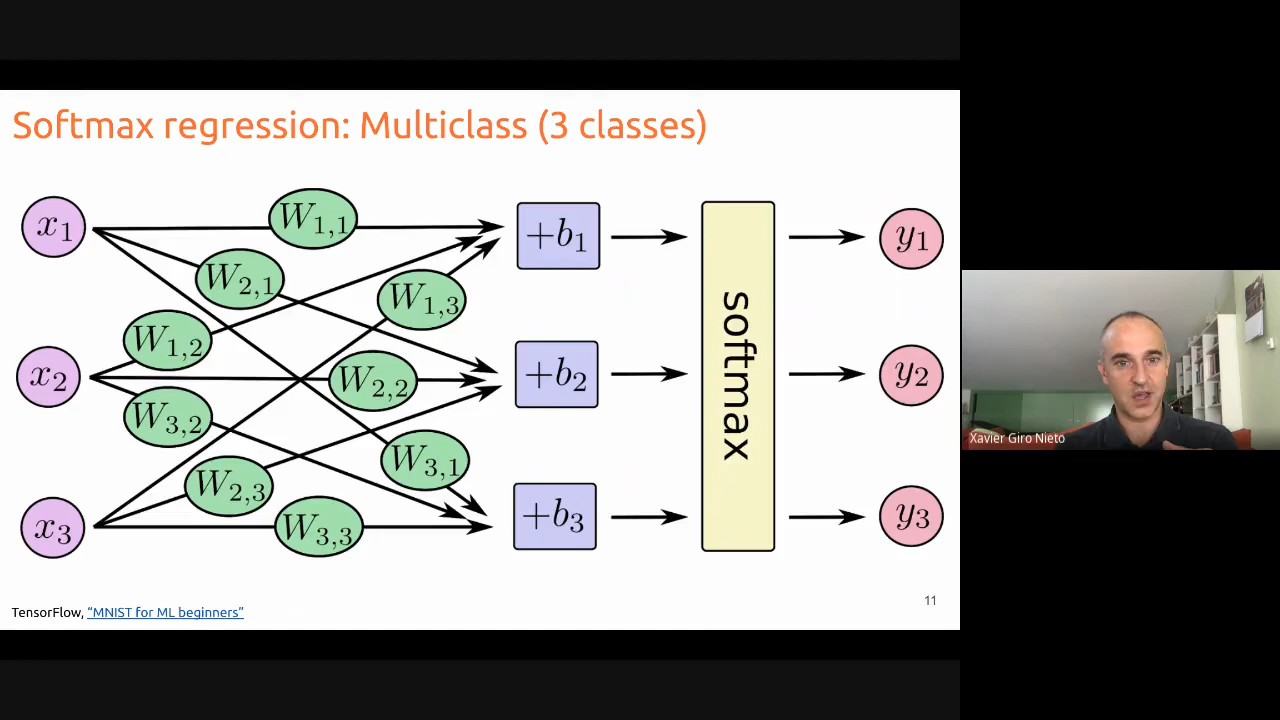 Softmax regression: Multiclass (3 classes)
x1
W1,1
+b1
y1
W2,1
W1,3
W1,2
x2
W2,2
+b2
softmax
y2
W3,2
W3,1
W2,3
x3
W3,3
+b3
y3
Xavier Giro Nieto
11
TensorFlow, “MNIST for ML beginners”